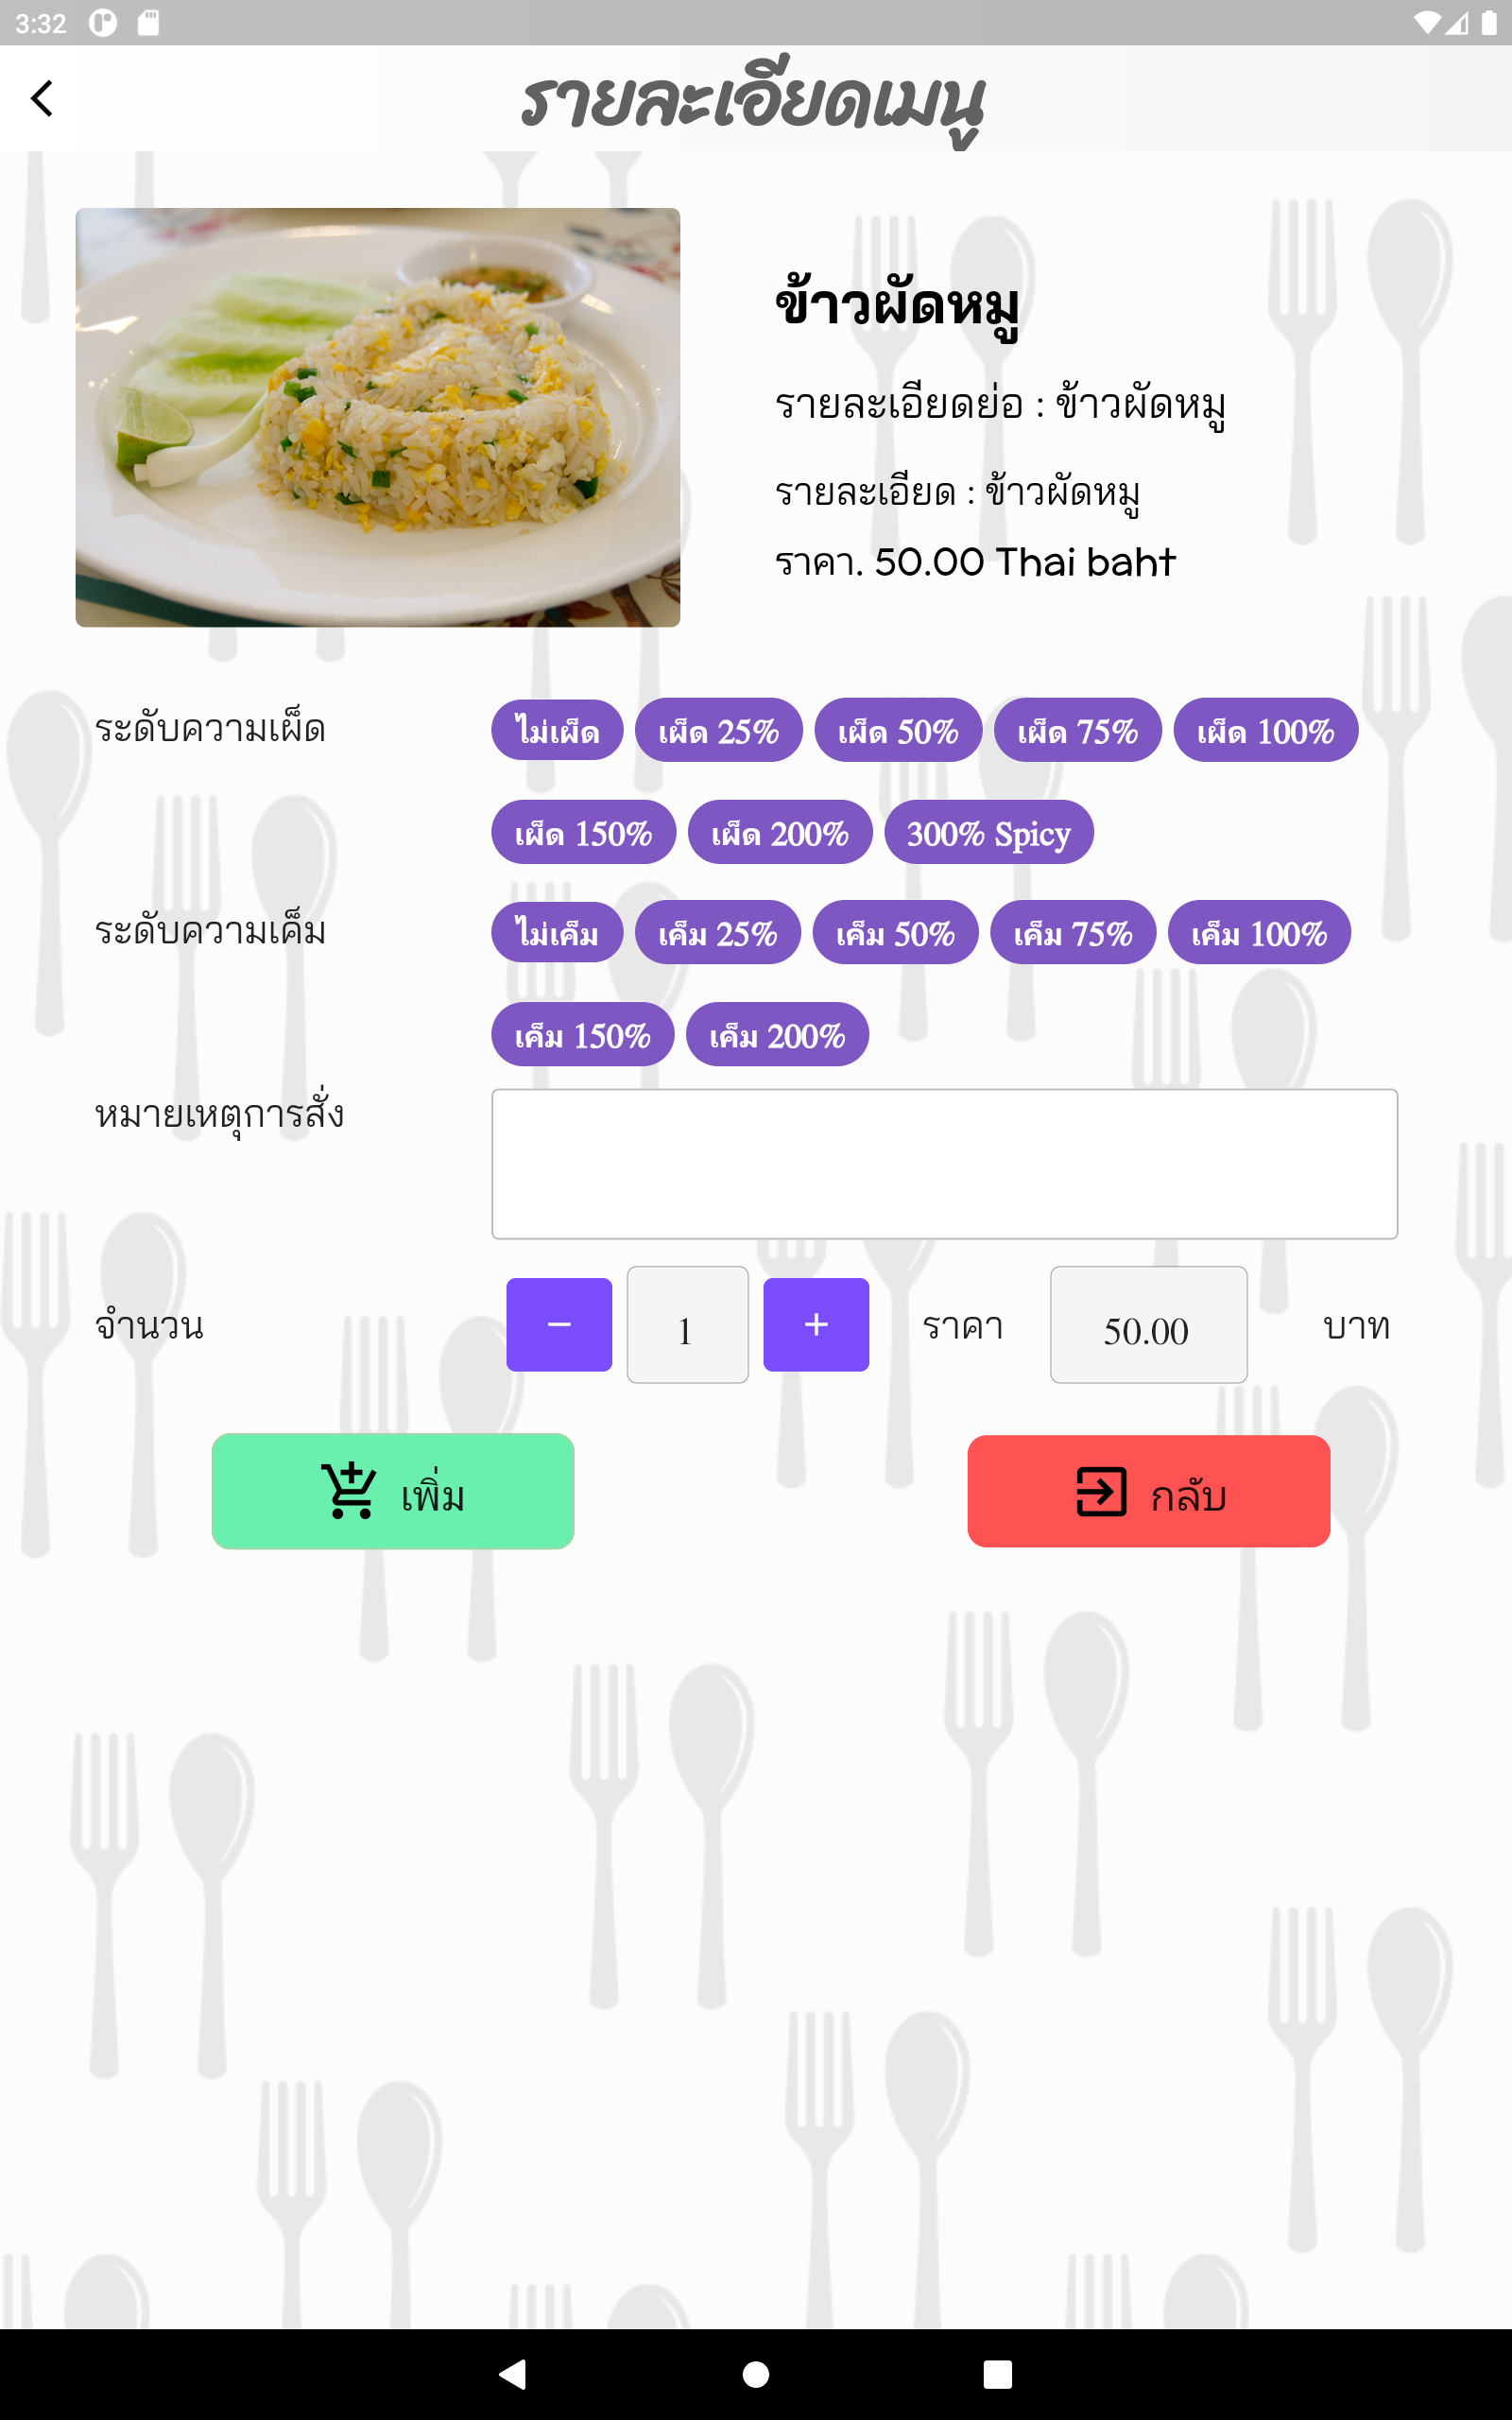 3:32
รายละเอียดเมนู
ข้าวผัดหมู
รายละเอียดย่อ : ข้าวผัดหมู
รายละเอียด : ข้าวผัดหมู
ราคา. 50.00 Thai baht
ระดับความเผ็ด
ไม่เผ็ด เผ็ด 25% เผ็ด 50% เผ็ด 75% เผ็ด 100%
เผ็ด 150% เผ็ด 200% 300% Spicy
ระดับความเค็ม
ไม่เค็ม เค็ม 25% เค็ม 50% เค็ม 75% เค็ม 100%
เค็ม 150% เค็ม 200%
หมายเหตุการสั่ง
จำนวน − 1 + ราคา 50.00 บาท
เพิ่ม กลับ